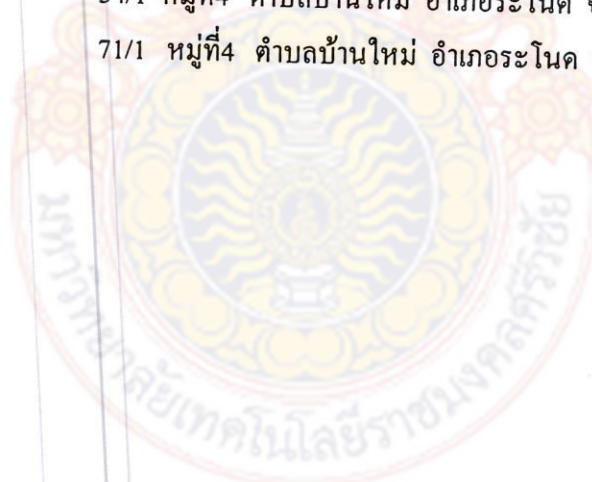 หมู่ที่4 ตำบลบ้านใหม่ อำเภอระโนด
71/1 หมู่ที่4 ตำบลบ้านใหม่ อำเภอระโนด
มหาวิทยาลัยเทคโนโลยีราชมงคลศรีวิชัย